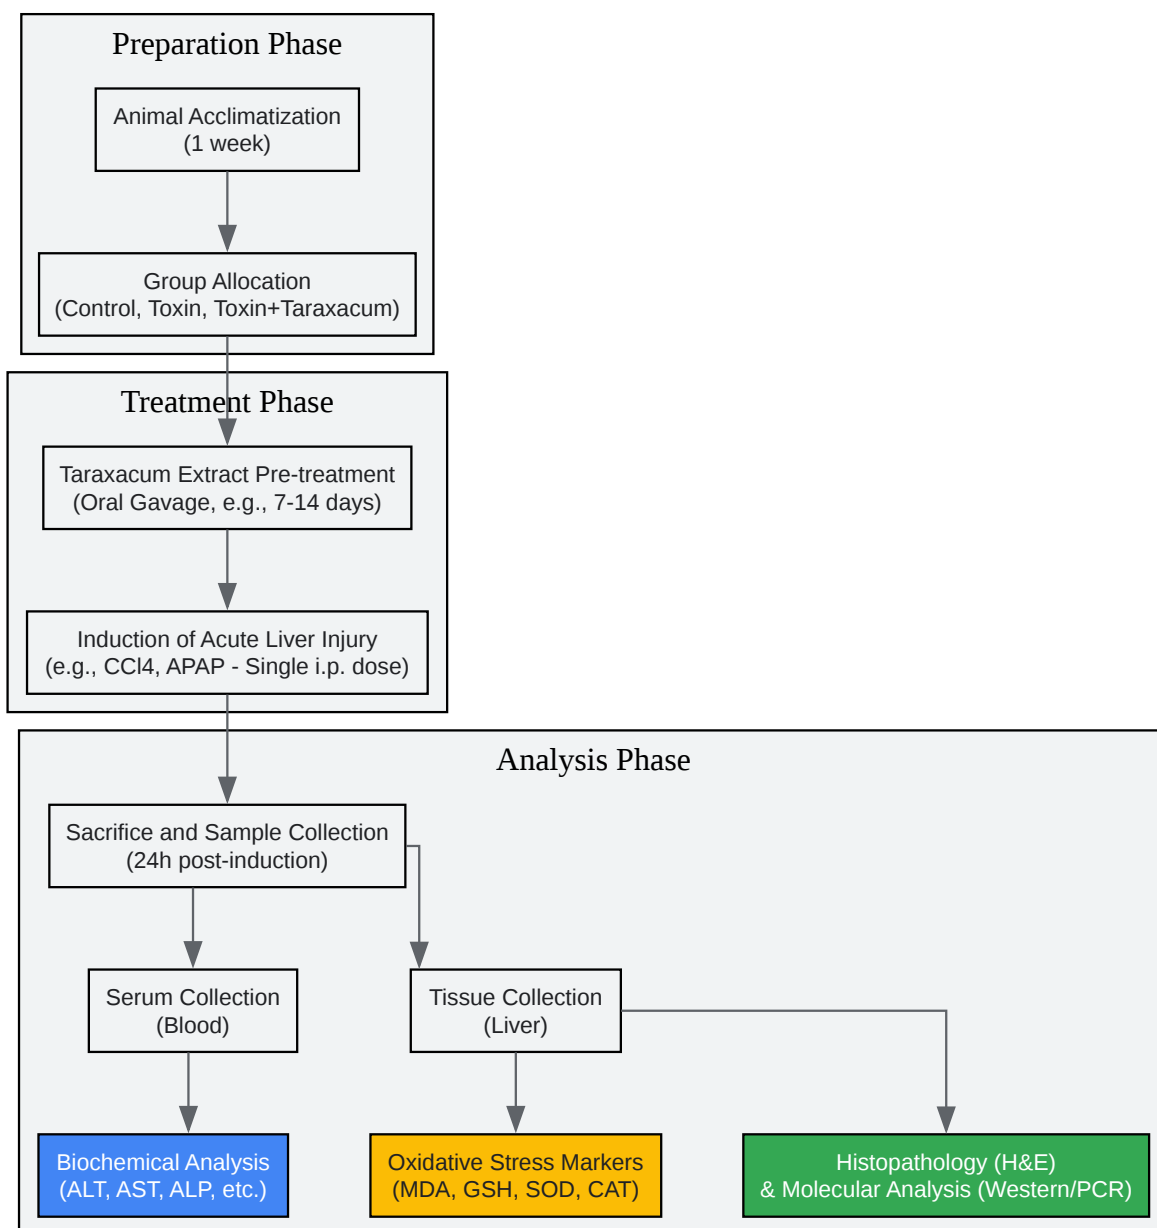 Preparation Phase
Animal Acclimatization
(1 week)
Group Allocation
(Control, Toxin, Toxin+Taraxacum)
Treatment Phase
Taraxacum Extract Pre-treatment
(Oral Gavage, e.g., 7-14 days)
Induction of Acute Liver Injury
(e.g., CCl4, APAP - Single i.p. dose)
Analysis Phase
Sacrifice and Sample Collection
(24h post-induction)
Serum Collection
(Blood)
Tissue Collection
(Liver)
Biochemical Analysis
(ALT, AST, ALP, etc.)
Oxidative Stress Markers
(MDA, GSH, SOD, CAT)
Histopathology (H&E)
& Molecular Analysis (Western/PCR)